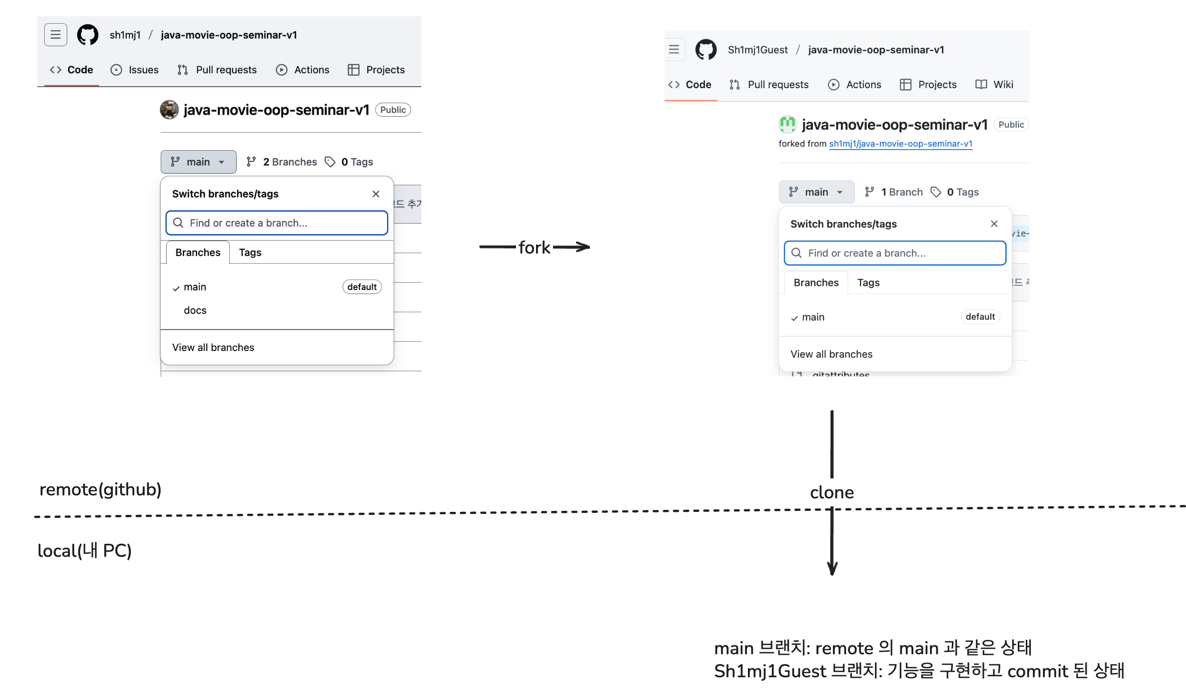 sh1mj1 / java-movie-oop-seminar-v1
Code Issues Pull requests Actions Projects
java-movie-oop-seminar-v1 Public
main 2 Branches 0 Tags
Switch branches/tags
Find or create a branch...
Branches Tags
main default
docs
View all branches
fork
Sh1mj1Guest / java-movie-oop-seminar-v1
Code Pull requests Actions Projects Wiki
java-movie-oop-seminar-v1 Public
forked from sh1mj1/java-movie-oop-seminar-v1
main 1 Branch 0 Tags
Switch branches/tags
Find or create a branch...
Branches Tags
main default
View all branches
clone
remote(github)
local(내 PC)
main 브랜치: remote 의 main 과 같은 상태
Sh1mj1Guest 브랜치: 기능을 구현하고 commit 된 상태